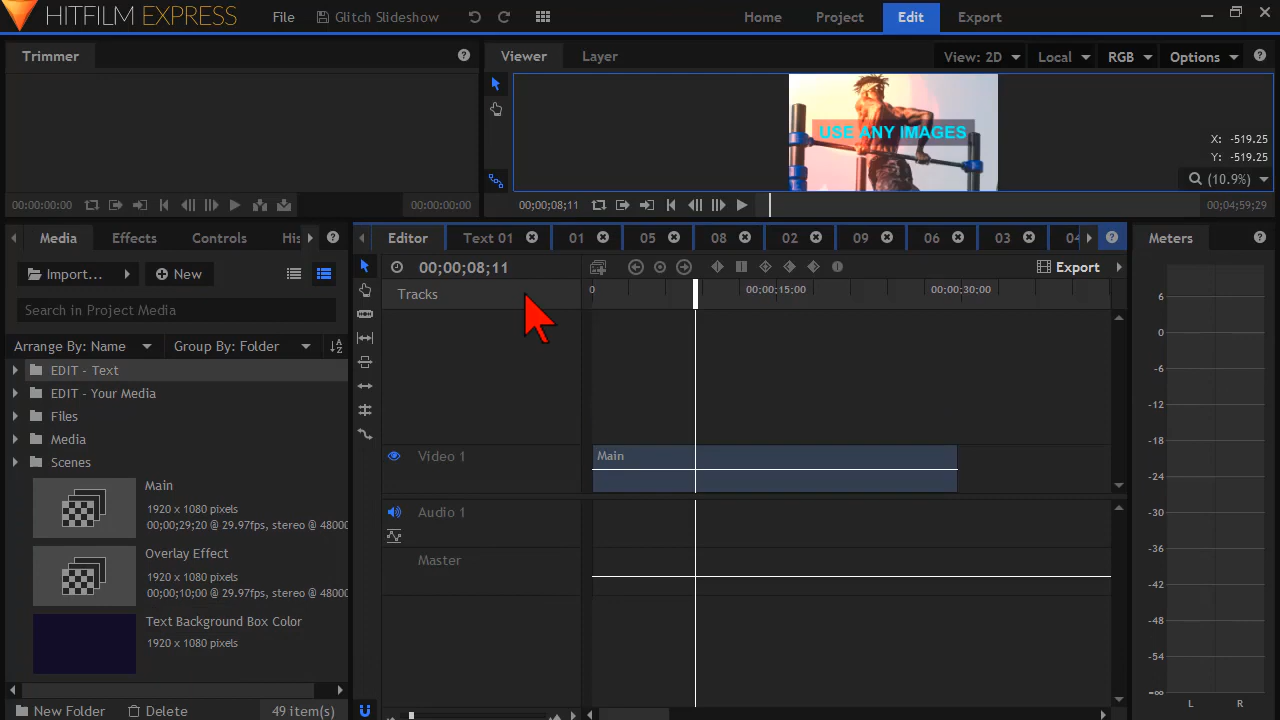 HITFILM EXPRESS
File
Glitch Slideshow
Home
Project
Edit
Export
Trimmer
Viewer
Layer
View: 2D
Local
RGB
Options
USE ANY IMAGES
X: -519.25
Y: -519.25
(10.9%)
00;00;00;00
00;00;00;00
00;00;08;11
00;04;59;29
Media
Effects
Controls
His
Editor
Text 01
01
05
08
02
09
06
03
04
Meters
Import...
New
00;00;08;11
Export
Search in Project Media
Tracks
0
00;00;15;00
00;00;30;00
Arrange By: Name
Group By: Folder
EDIT - Text
EDIT - Your Media
Files
Media
Scenes
Main
1920 x 1080 pixels
00;00;29;20 @ 29.97fps, stereo @ 48000
Overlay Effect
1920 x 1080 pixels
00;00;10;00 @ 29.97fps, stereo @ 48000
Text Background Box Color
1920 x 1080 pixels
Video 1
Main
Audio 1
Master
6
0
-6
-12
-18
-24
-30
-36
-42
-48
-54
-∞
L
R
New Folder
Delete
49 item(s)